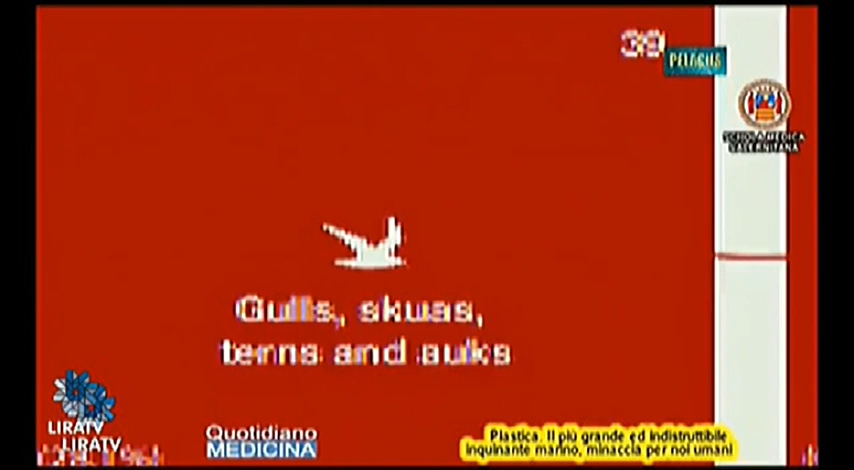 39
PELAGUS
SCHOLA MEDICA
SALERNITANA
Gulls, skuas,
terns and auks
LIRATV
LIRATV
Quotidiano
MEDICINA
Plastica. Il più grande ed indistruttibile
inquinante marino, minaccia per noi umani